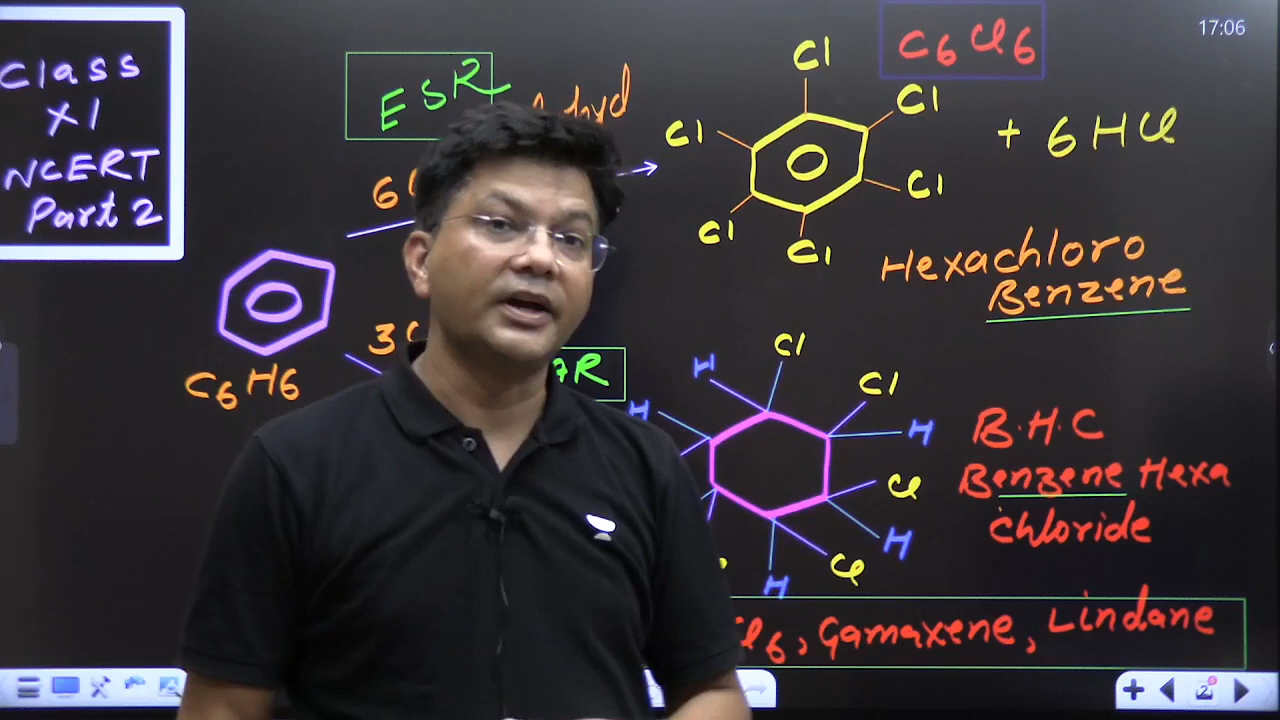 Class
XI
NCERT
Part 2
17:06
ESR
C6Cl6
Cl
Cl
Cl
Cl
Cl
Cl
+ 6HCl
Hexachloro
Benzene
C6H6
H
Cl
Cl
H
H
Cl
H
Cl
H
B.H.C
Benzene Hexa
chloride
Gamaxene, Lindane
2